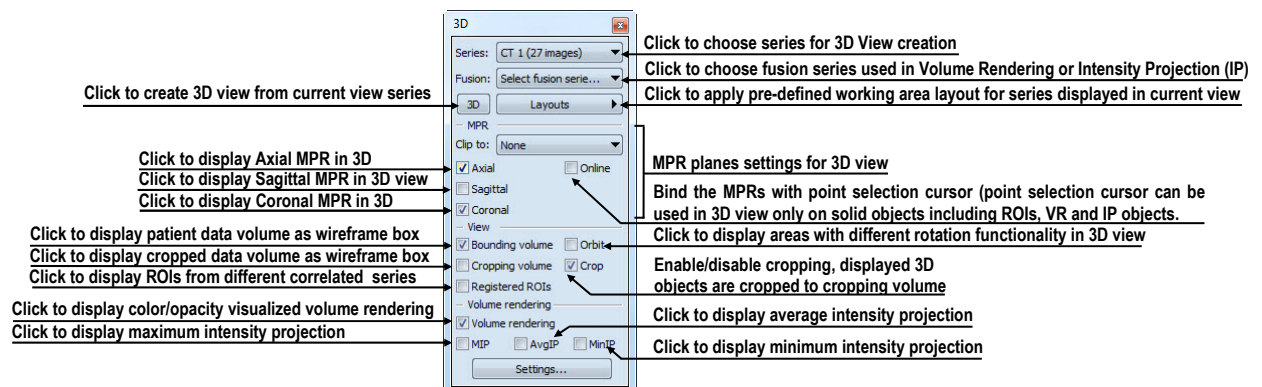 3D
Series: CT 1 (27 images)
Click to choose series for 3D View creation
Fusion: Select fusion serie...
Click to choose fusion series used in Volume Rendering or Intensity Projection (IP)
Click to create 3D view from current view series
3D Layouts
Click to apply pre-defined working area layout for series displayed in current view
MPR
Clip to: None
MPR planes settings for 3D view
Click to display Axial MPR in 3D
Axial Online
Click to display Sagittal MPR in 3D view
Sagittal
Click to display Coronal MPR in 3D
Coronal
Bind the MPRs with point selection cursor (point selection cursor can be
used in 3D view only on solid objects including ROIs, VR and IP objects.
View
Click to display patient data volume as wireframe box
Bounding volume Orbit
Click to display areas with different rotation functionality in 3D view
Click to display cropped data volume as wireframe box
Cropping volume Crop
Enable/disable cropping, displayed 3D
objects are cropped to cropping volume
Click to display ROIs from different correlated series
Registered ROIs
Volume rendering
Click to display color/opacity visualized volume rendering
Volume rendering
Click to display average intensity projection
Click to display maximum intensity projection
MIP AvgIP MinIP
Click to display minimum intensity projection
Settings...